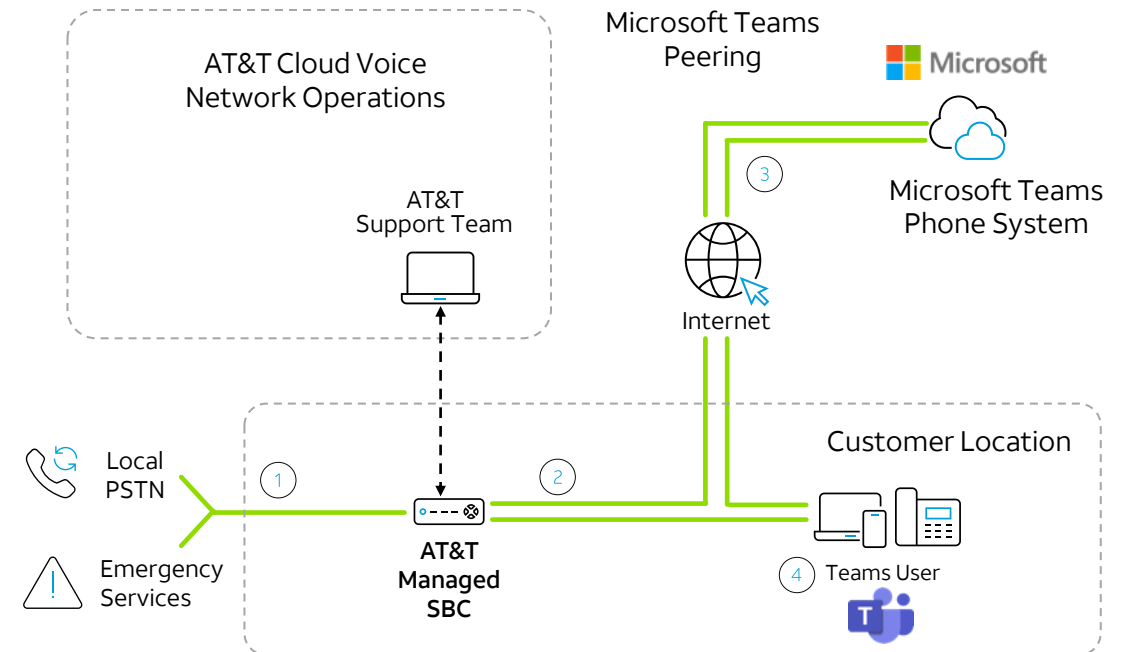 AT&T Cloud Voice
Network Operations
AT&T
Support Team
Microsoft Teams
Peering
Microsoft
3
Microsoft Teams
Phone System
Internet
Customer Location
Local
PSTN
1
2
Emergency
Services
AT&T
Managed
SBC
4
Teams User
T